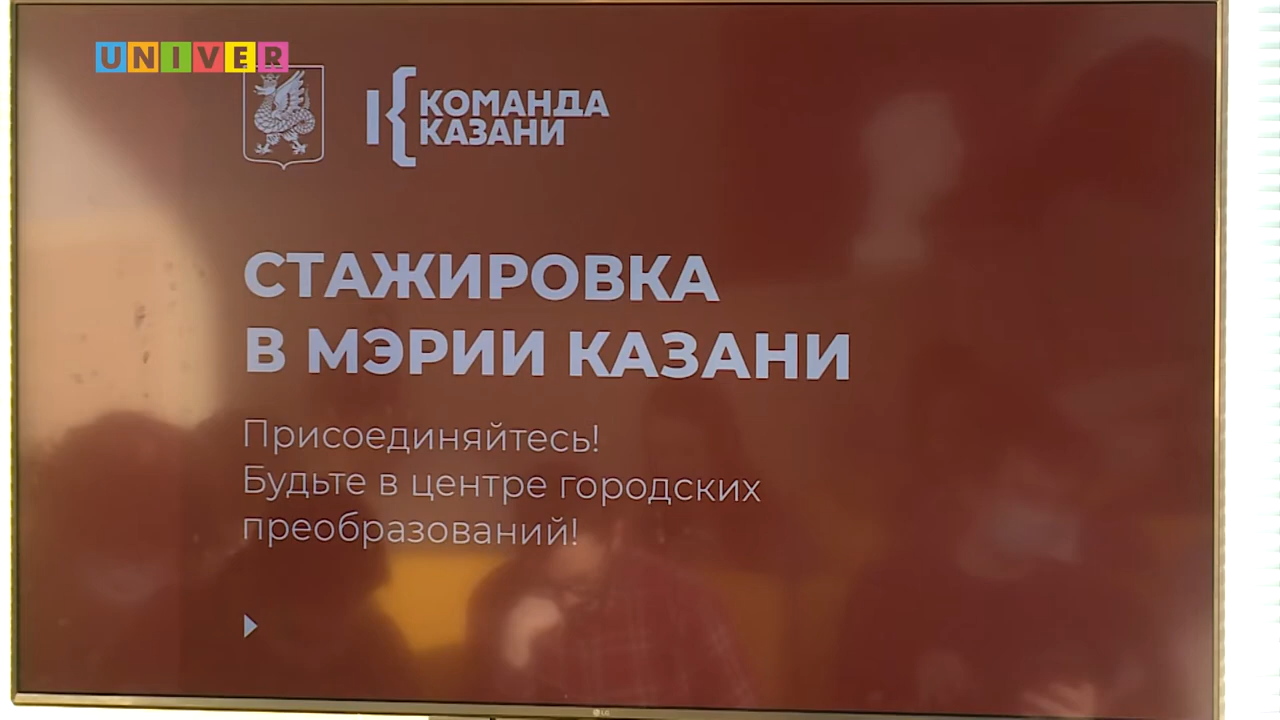 UNIVER
КОМАНДА
КАЗАНИ
СТАЖИРОВКА
В МЭРИИ КАЗАНИ
Присоединяйтесь!
Будьте в центре городских
преобразований!
LG